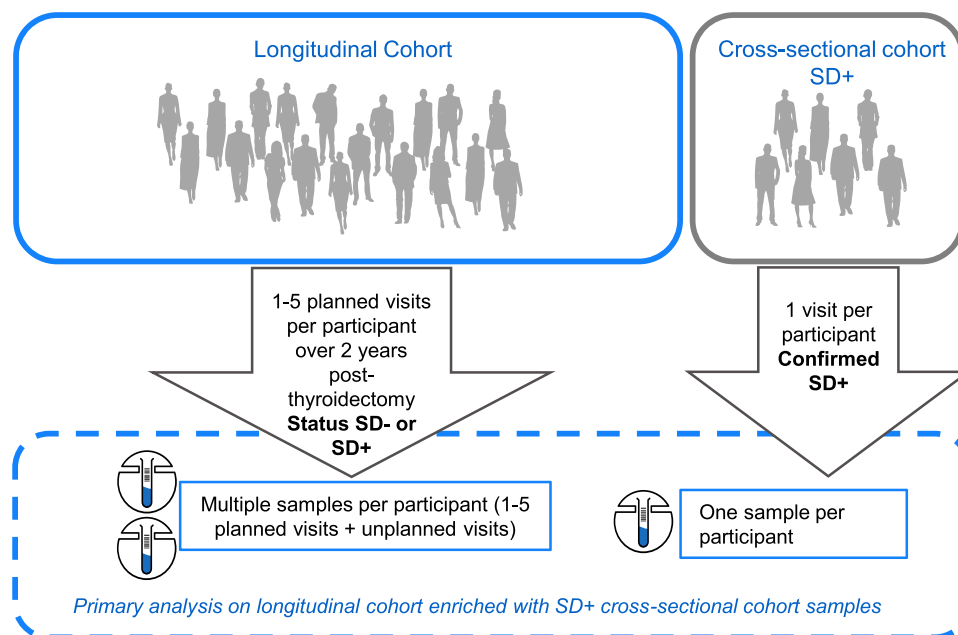 Longitudinal Cohort
Cross-sectional cohort
SD+
1-5 planned visits
per participant
over 2 years
post-
thyroidectomy
Status SD- or
SD+
1 visit per
participant
Confirmed
SD+
Multiple samples per participant (1-5
planned visits + unplanned visits)
One sample per
participant
Primary analysis on longitudinal cohort enriched with SD+ cross-sectional cohort samples